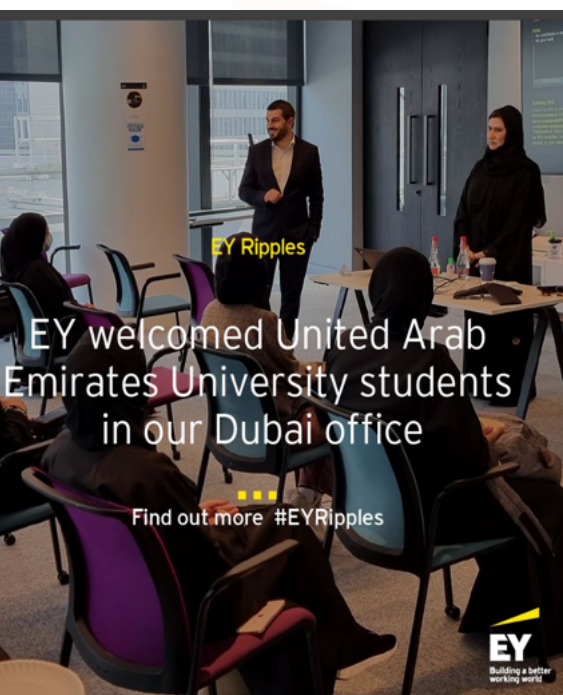 EY Ripples
EY welcomed United Arab
Emirates University students
in our Dubai office
Find out more #EYRipples
EY
Building a better
working world